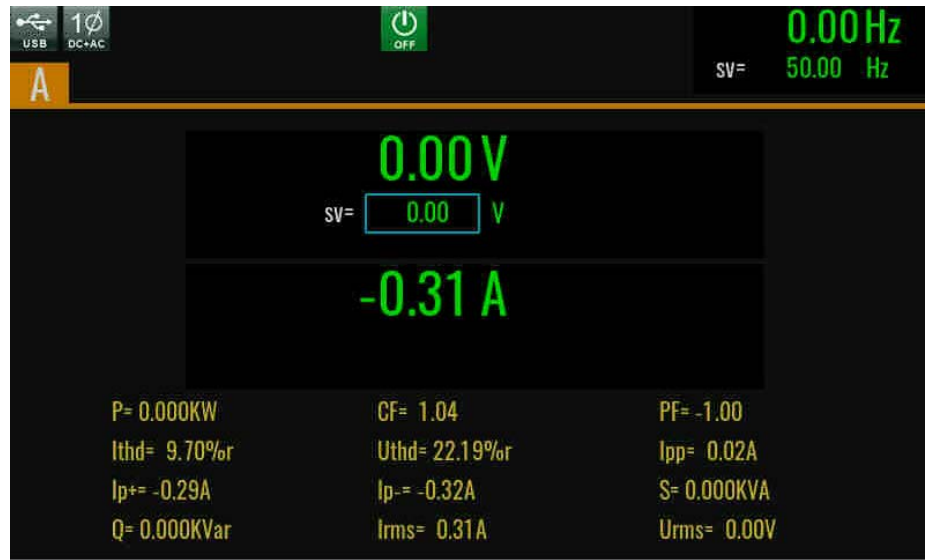 USB
1Ø
DC+AC
OFF
0.00 Hz
sv= 50.00 Hz
A
0.00 V
sv= 0.00 V
-0.31 A
P= 0.000KW CF= 1.04 PF= -1.00
Ithd= 9.70%r Uthd= 22.19%r Ipp= 0.02A
Ip+= -0.29A Ip-= -0.32A S= 0.000KVA
Q= 0.000KVar Irms= 0.31A Urms= 0.00V